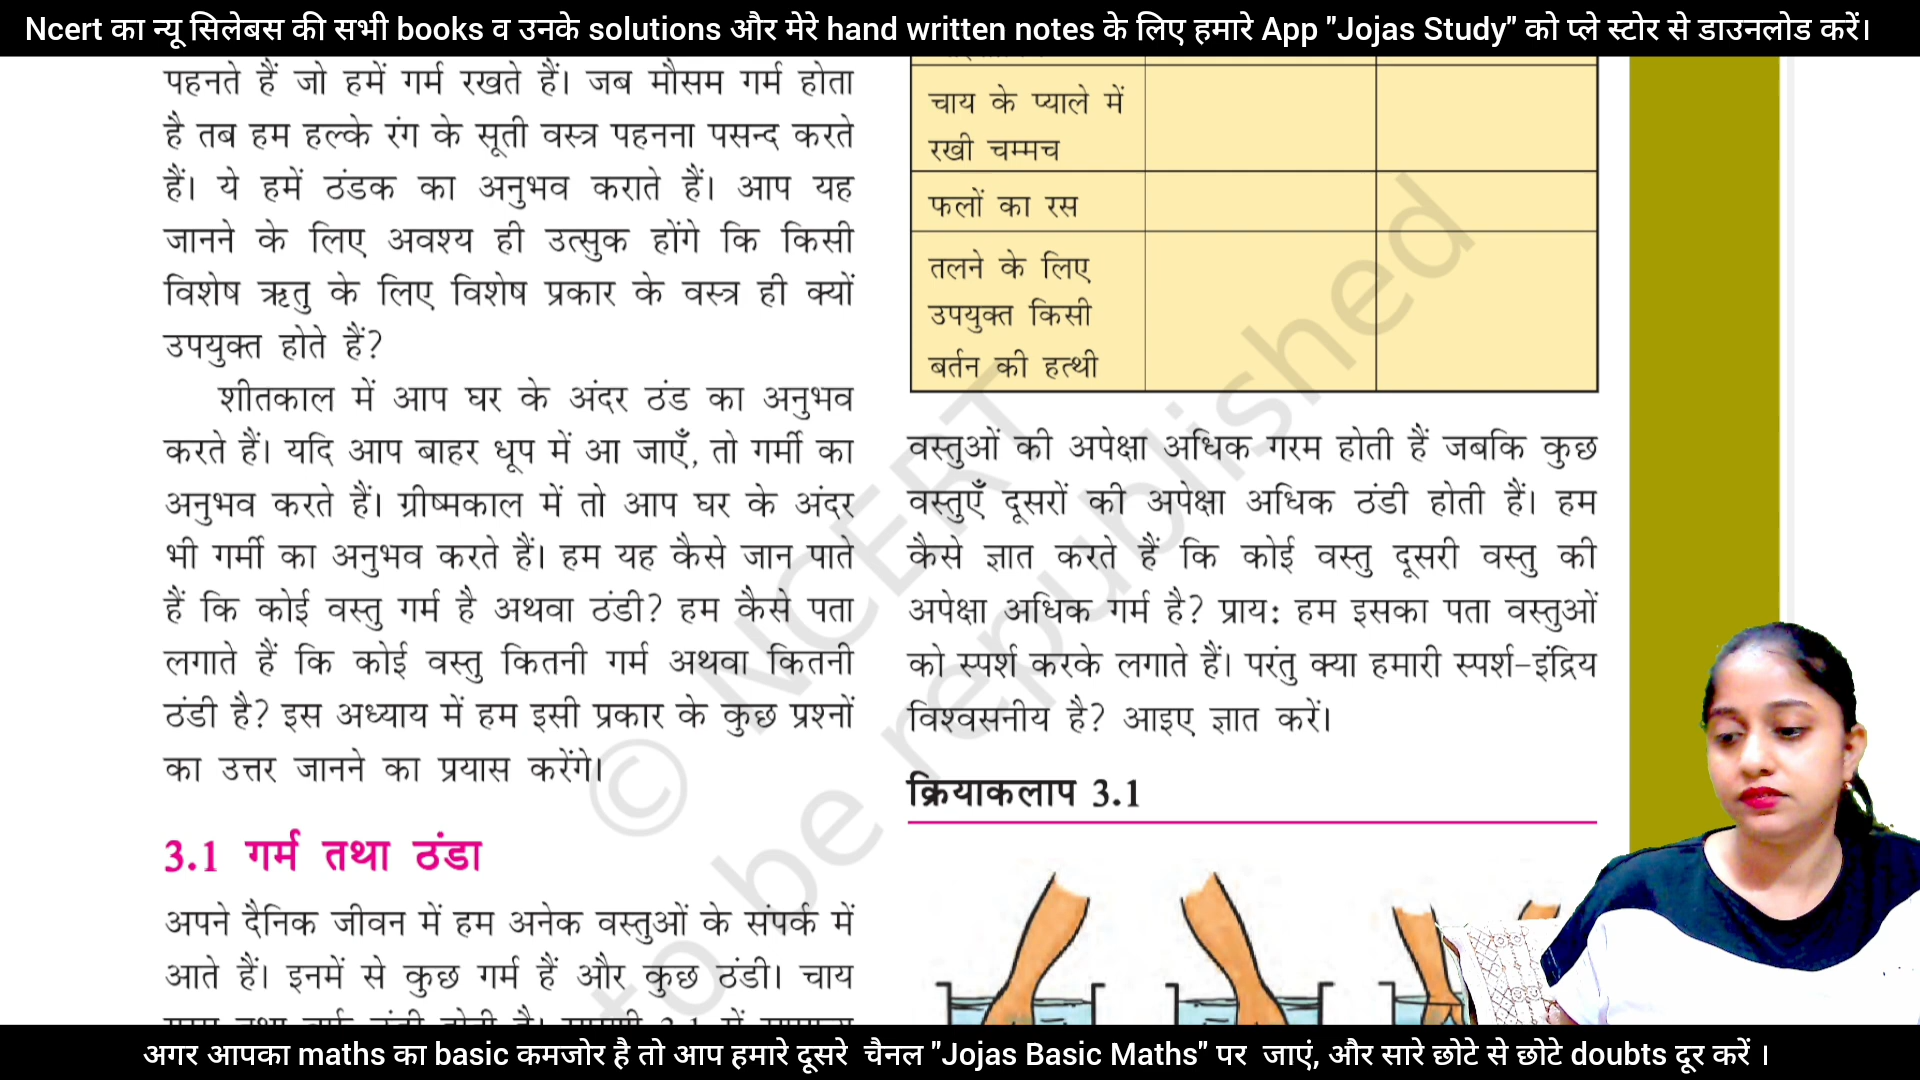 Ncert का न्यू सिलेबस की सभी books व उनके solutions और मेरे hand written notes के लिए हमारे App "Jojas Study" को प्ले स्टोर से डाउनलोड करें।
पहनते हैं जो हमें गर्म रखते हैं। जब मौसम गर्म होता
है तब हम हल्के रंग के सूती वस्त्र पहनना पसन्द करते
हैं। ये हमें ठंडक का अनुभव कराते हैं। आप यह
जानने के लिए अवश्य ही उत्सुक होंगे कि किसी
विशेष ऋतु के लिए विशेष प्रकार के वस्त्र ही क्यों
उपयुक्त होते हैं?
शीतकाल में आप घर के अंदर ठंड का अनुभव
करते हैं। यदि आप बाहर धूप में आ जाएँ, तो गर्मी का
अनुभव करते हैं। ग्रीष्मकाल में तो आप घर के अंदर
भी गर्मी का अनुभव करते हैं। हम यह कैसे जान पाते
हैं कि कोई वस्तु गर्म है अथवा ठंडी? हम कैसे पता
लगाते हैं कि कोई वस्तु कितनी गर्म अथवा कितनी
ठंडी है? इस अध्याय में हम इसी प्रकार के कुछ प्रश्नों
का उत्तर जानने का प्रयास करेंगे।
3.1 गर्म तथा ठंडा
अपने दैनिक जीवन में हम अनेक वस्तुओं के संपर्क में
आते हैं। इनमें से कुछ गर्म हैं और कुछ ठंडी। चाय
चाय के प्याले में
रखी चम्मच
फलों का रस
तलने के लिए
उपयुक्त किसी
बर्तन की हत्थी
वस्तुओं की अपेक्षा अधिक गरम होती हैं जबकि कुछ
वस्तुएँ दूसरों की अपेक्षा अधिक ठंडी होती हैं। हम
कैसे ज्ञात करते हैं कि कोई वस्तु दूसरी वस्तु की
अपेक्षा अधिक गर्म है? प्राय: हम इसका पता वस्तुओं
को स्पर्श करके लगाते हैं। परंतु क्या हमारी स्पर्श-इंद्रिय
विश्वसनीय है? आइए ज्ञात करें।
क्रियाकलाप 3.1
© NCERT
to be republished
अगर आपका maths का basic कमजोर है तो आप हमारे दूसरे चैनल "Jojas Basic Maths" पर जाएं, और सारे छोटे से छोटे doubts दूर करें ।